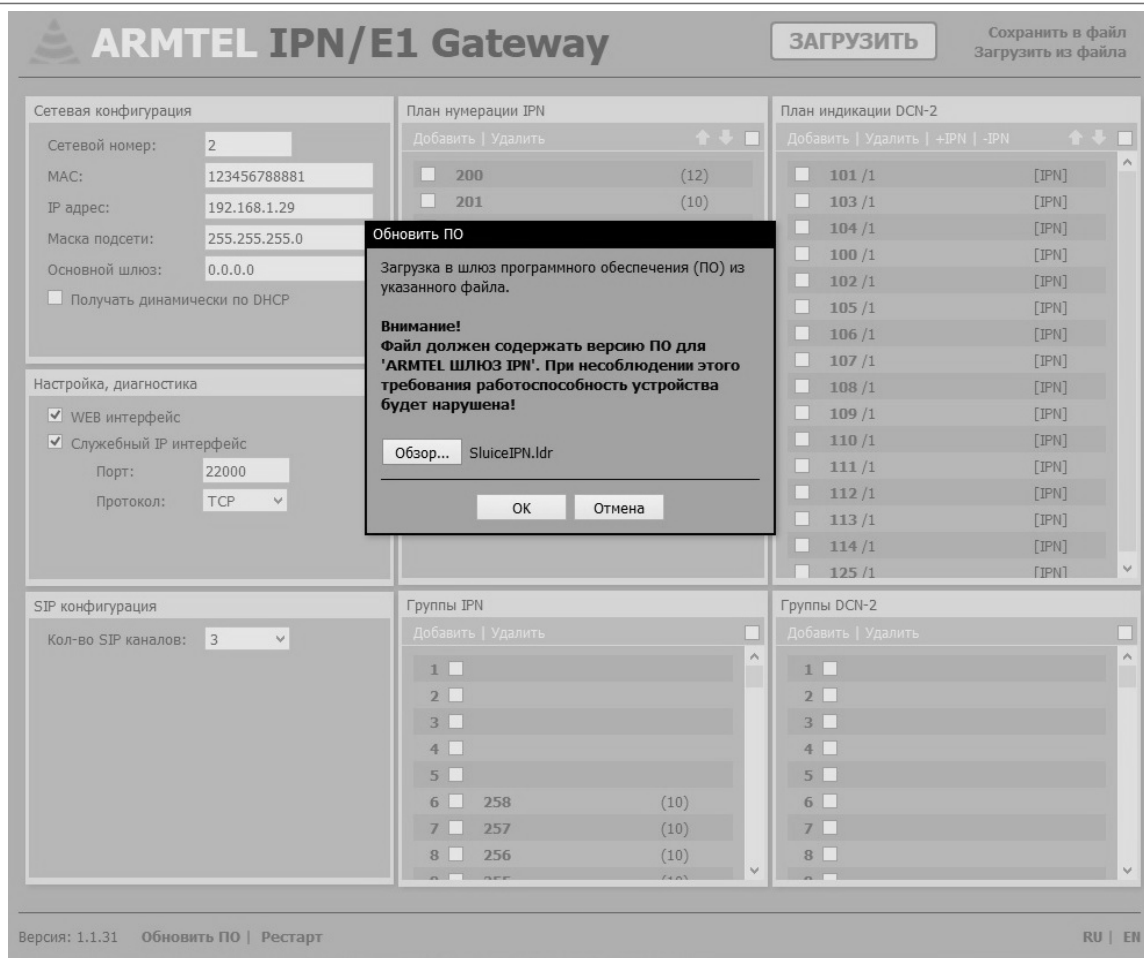 ARMTEL IPN/E1 Gateway
ЗАГРУЗИТЬ
Сохранить в файл
Загрузить из файла
Сетевая конфигурация
Сетевой номер: 2
MAC: 123456788881
IP адрес: 192.168.1.29
Маска подсети: 255.255.255.0
Основной шлюз: 0.0.0.0
Получать динамически по DHCP
План нумерации IPN
Добавить | Удалить
200 (12)
201 (10)
План индикации DCN-2
Добавить | Удалить | +IPN | -IPN
101 /1 [IPN]
103 /1 [IPN]
104 /1 [IPN]
100 /1 [IPN]
102 /1 [IPN]
105 /1 [IPN]
106 /1 [IPN]
107 /1 [IPN]
108 /1 [IPN]
109 /1 [IPN]
110 /1 [IPN]
111 /1 [IPN]
112 /1 [IPN]
113 /1 [IPN]
114 /1 [IPN]
125 /1 [IPN]
Обновить ПО
Загрузка в шлюз программного обеспечения (ПО) из
указанного файла.
Внимание!
Файл должен содержать версию ПО для
'ARMTEL ШЛЮЗ IPN'. При несоблюдении этого
требования работоспособность устройства
будет нарушена!
Обзор... SluiceIPN.ldr
OK Отмена
Настройка, диагностика
WEB интерфейс
Служебный IP интерфейс
Порт: 22000
Протокол: TCP
SIP конфигурация
Кол-во SIP каналов: 3
Группы IPN
Добавить | Удалить
1
2
3
4
5
6 258 (10)
7 257 (10)
8 256 (10)
Группы DCN-2
Добавить | Удалить
1
2
3
4
5
6
7
8
Версия: 1.1.31 Обновить ПО | Рестарт
RU | EN